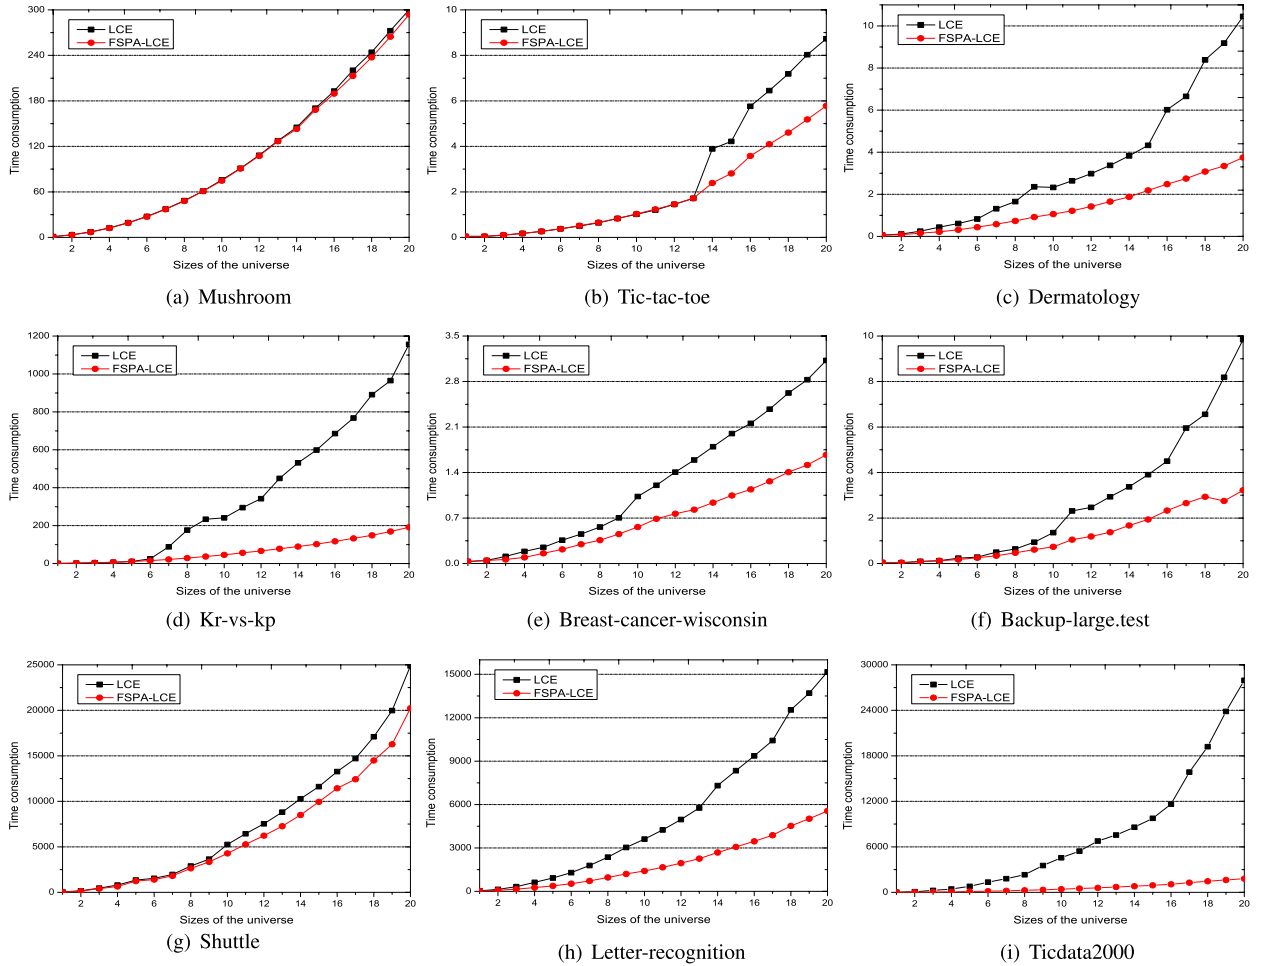 LCE
FSPA-LCE
Time consumption
300
240
180
120
60
0
2 4 6 8 10 12 14 16 18 20
Sizes of the universe
(a) Mushroom
LCE
FSPA-LCE
Time consumption
10
8
6
4
2
0
2 4 6 8 10 12 14 16 18 20
Sizes of the universe
(b) Tic-tac-toe
LCE
FSPA-LCE
Time consumption
10
8
6
4
2
0
2 4 6 8 10 12 14 16 18 20
Sizes of the universe
(c) Dermatology
LCE
FSPA-LCE
Time consumption
1200
1000
800
600
400
200
0
2 4 6 8 10 12 14 16 18 20
Sizes of the universe
(d) Kr-vs-kp
LCE
FSPA-LCE
Time consumption
3.5
2.8
2.1
1.4
0.7
0.0
2 4 6 8 10 12 14 16 18 20
Sizes of the universe
(e) Breast-cancer-wisconsin
LCE
FSPA-LCE
Time consumption
10
8
6
4
2
0
2 4 6 8 10 12 14 16 18 20
Sizes of the universe
(f) Backup-large.test
LCE
FSPA-LCE
Time consumption
25000
20000
15000
10000
5000
0
2 4 6 8 10 12 14 16 18 20
Sizes of the universe
(g) Shuttle
LCE
FSPA-LCE
Time consumption
15000
12000
9000
6000
3000
0
2 4 6 8 10 12 14 16 18 20
Sizes of the universe
(h) Letter-recognition
LCE
FSPA-LCE
Time consumption
30000
24000
18000
12000
6000
0
2 4 6 8 10 12 14 16 18 20
Sizes of the universe
(i) Ticdata2000